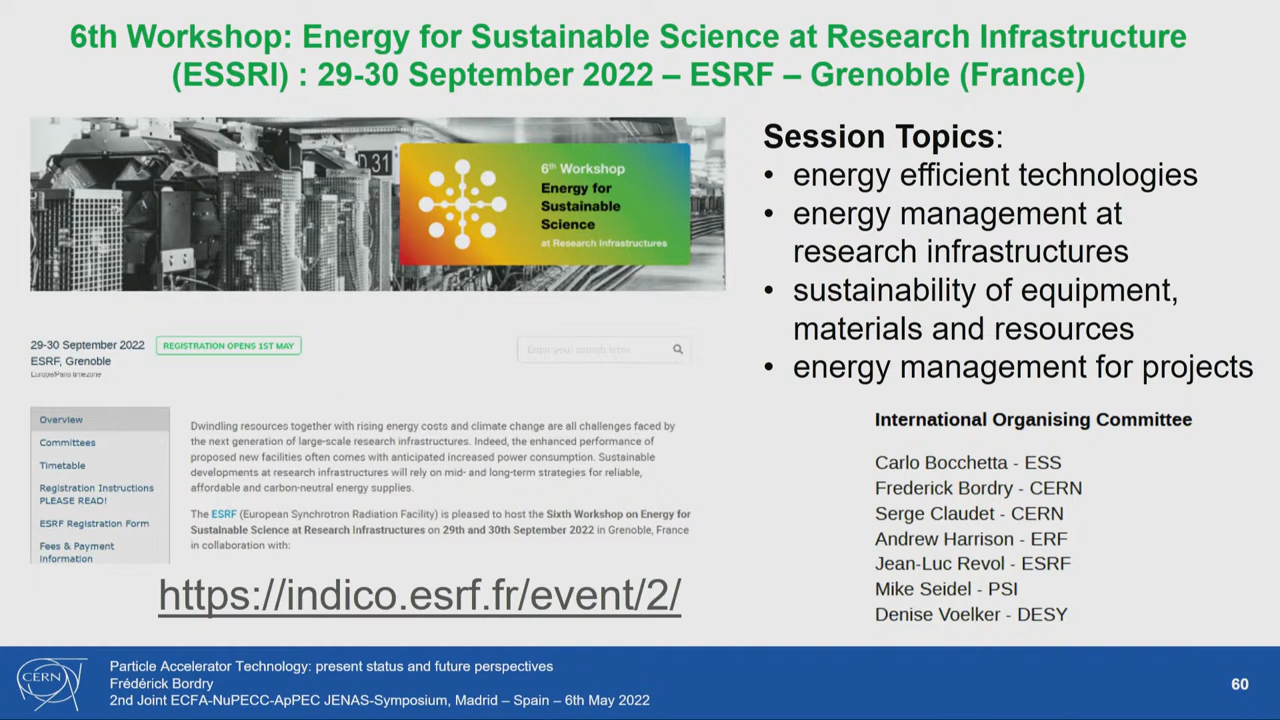 6th Workshop: Energy for Sustainable Science at Research Infrastructure
(ESSRI) : 29-30 September 2022 – ESRF – Grenoble (France)
D 31
6th Workshop
Energy for
Sustainable
Science
at Research Infrastructures
29-30 September 2022
REGISTRATION OPENS 1ST MAY
ESRF, Grenoble
Europe/Paris timezone
Enter your search term
Overview
Committees
Timetable
Registration Instructions
PLEASE READ!
ESRF Registration Form
Fees & Payment
Information
Dwindling resources together with rising energy costs and climate change are all challenges faced by
the next generation of large-scale research infrastructures. Indeed, the enhanced performance of
proposed new facilities often comes with anticipated increased power consumption. Sustainable
developments at research infrastructures will rely on mid- and long-term strategies for reliable,
affordable and carbon-neutral energy supplies.
The ESRF (European Synchrotron Radiation Facility) is pleased to host the Sixth Workshop on Energy for
Sustainable Science at Research Infrastructures on 29th and 30th September 2022 in Grenoble, France
in collaboration with:
https://indico.esrf.fr/event/2/
Session Topics:
• energy efficient technologies
• energy management at
research infrastructures
• sustainability of equipment,
materials and resources
• energy management for projects
International Organising Committee
Carlo Bocchetta - ESS
Frederick Bordry - CERN
Serge Claudet - CERN
Andrew Harrison - ERF
Jean-Luc Revol - ESRF
Mike Seidel - PSI
Denise Voelker - DESY
CERN
Particle Accelerator Technology: present status and future perspectives
Frédérick Bordry
2nd Joint ECFA-NuPECC-ApPEC JENAS-Symposium, Madrid – Spain – 6th May 2022
60